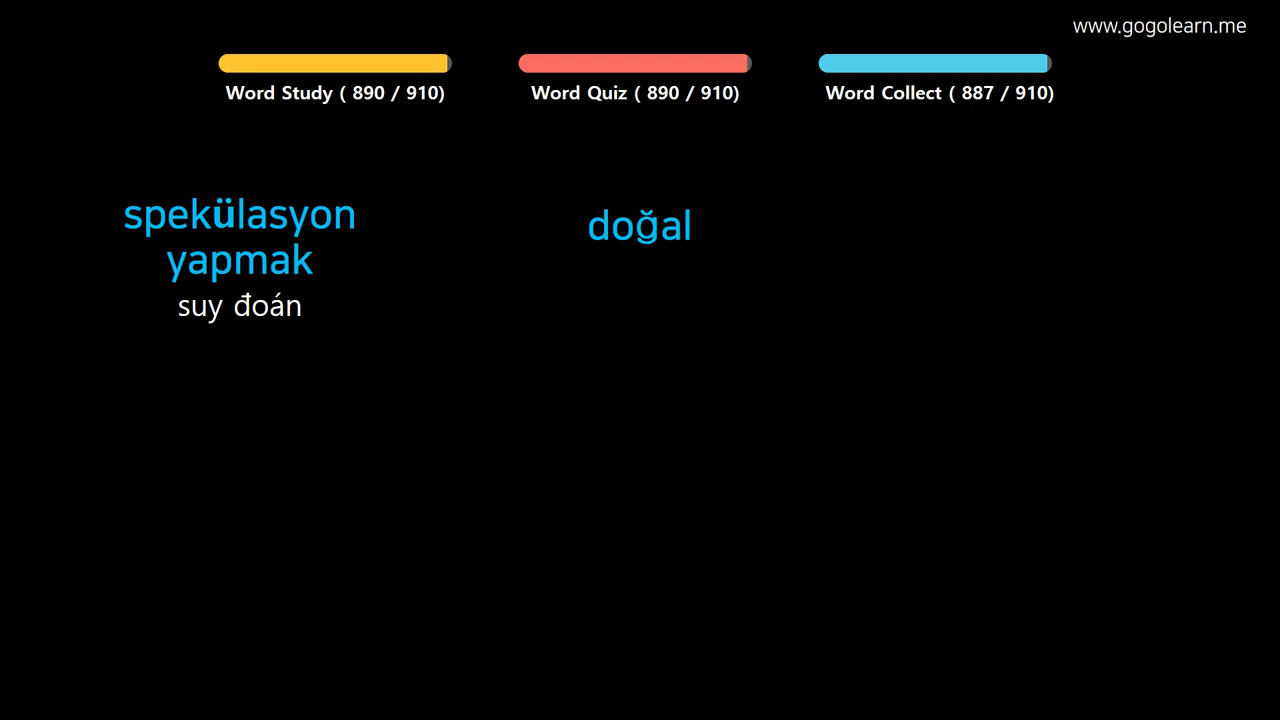 www.gogolearn.me
Word Study ( 890 / 910)
Word Quiz ( 890 / 910)
Word Collect ( 887 / 910)
spekülasyon
yapmak
suy đoán
doğal